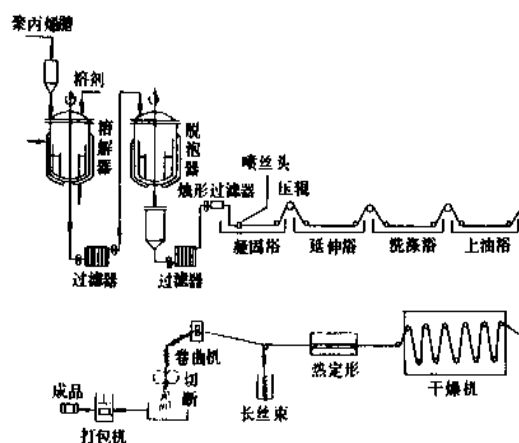 聚丙烯腈
溶剂
溶解器
脱泡器
喷丝头
烛形过滤器
压辊
过滤器
过滤器
凝固浴
延伸浴
洗涤浴
上油浴
卷曲机
切断
热定形
干燥机
长丝束
成品
打包机